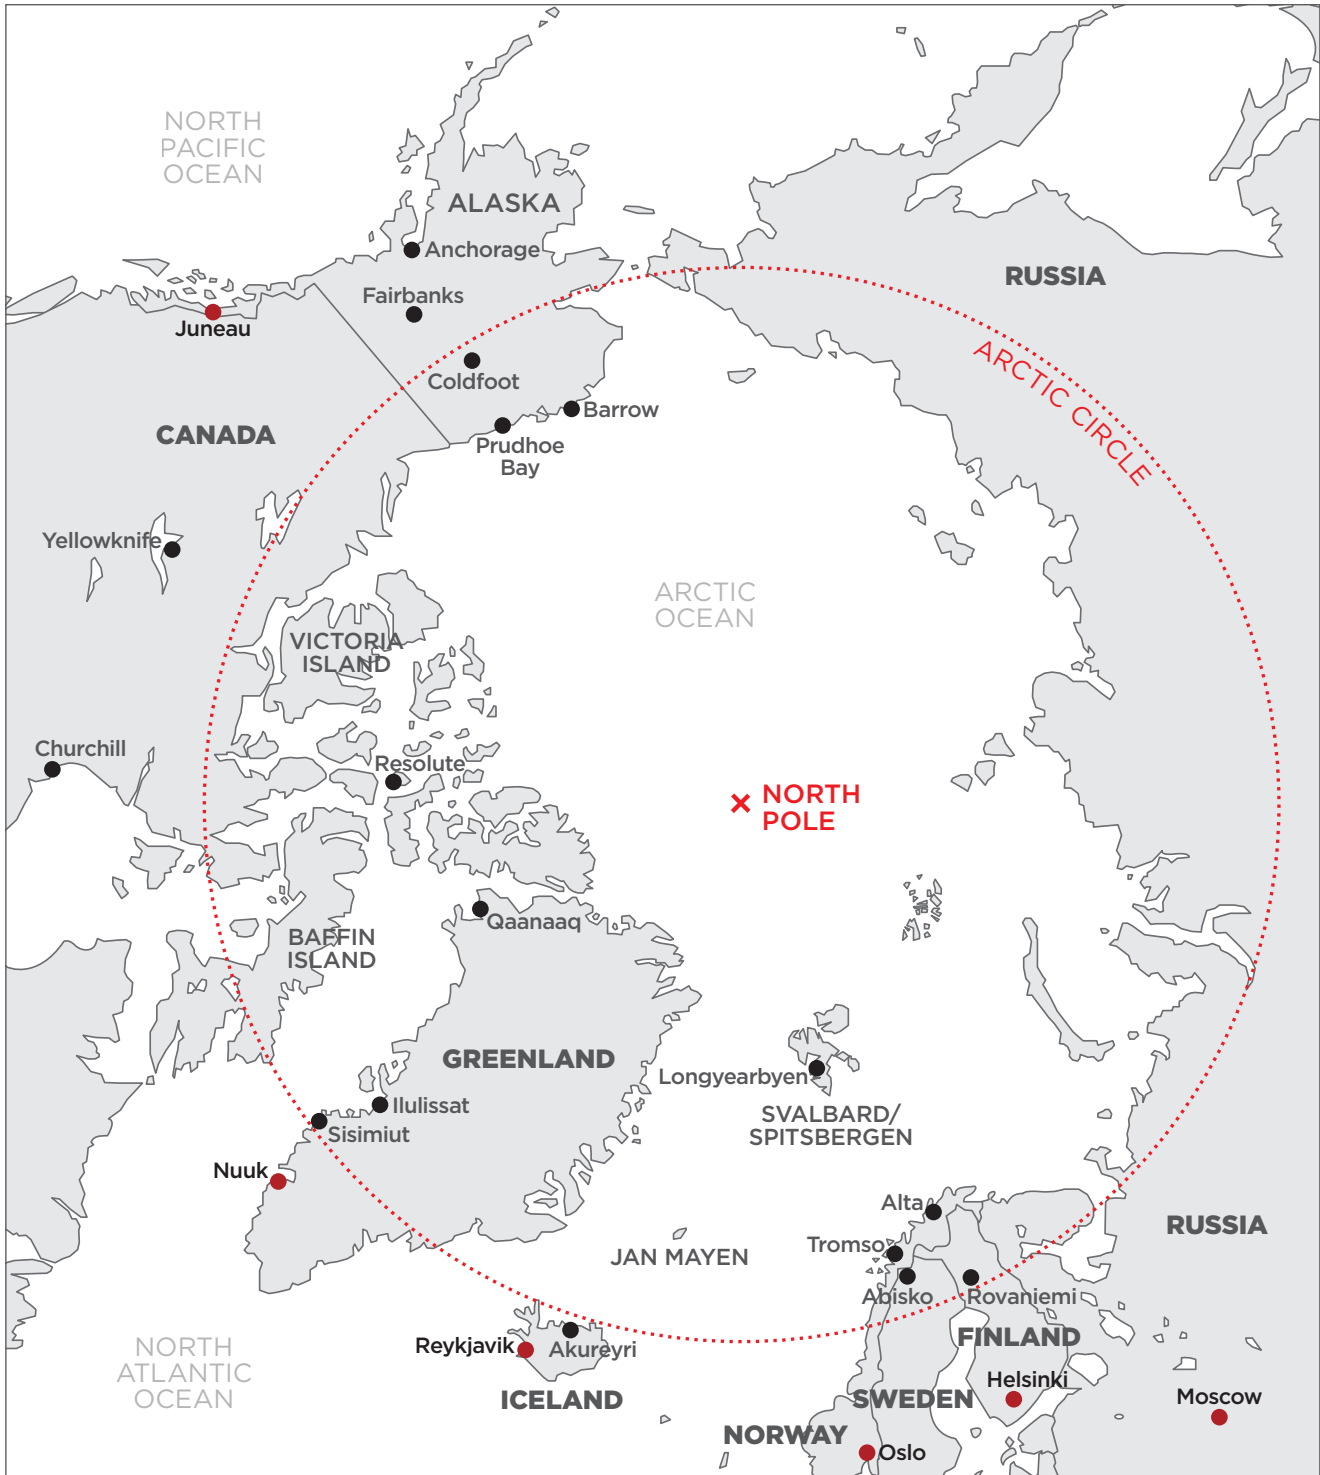 NORTH
PACIFIC
OCEAN
ALASKA
Anchorage
RUSSIA
Fairbanks
Juneau
ARCTIC CIRCLE
Coldfoot
Barrow
CANADA
Prudhoe
Bay
Yellowknife
ARCTIC
OCEAN
VICTORIA
ISLAND
Churchill
Resolute
NORTH
POLE
Qaanaaq
BAFFIN
ISLAND
GREENLAND
Longyearbyen
Ilulissat
SVALBARD/
SPITSBERGEN
Sisimiut
Nuuk
Alta
RUSSIA
Tromso
JAN MAYEN
Abisko
Rovaniemi
NORTH
ATLANTIC
OCEAN
Reykjavik
Akureyri
FINLAND
Helsinki
ICELAND
SWEDEN
Moscow
NORWAY
Oslo